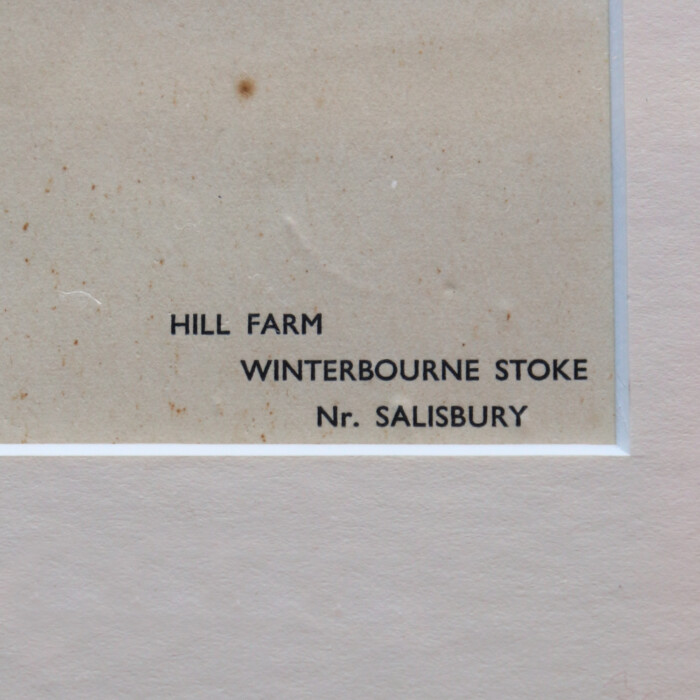 HILL FARM
WINTERBOURNE STOKE
Nr. SALISBURY